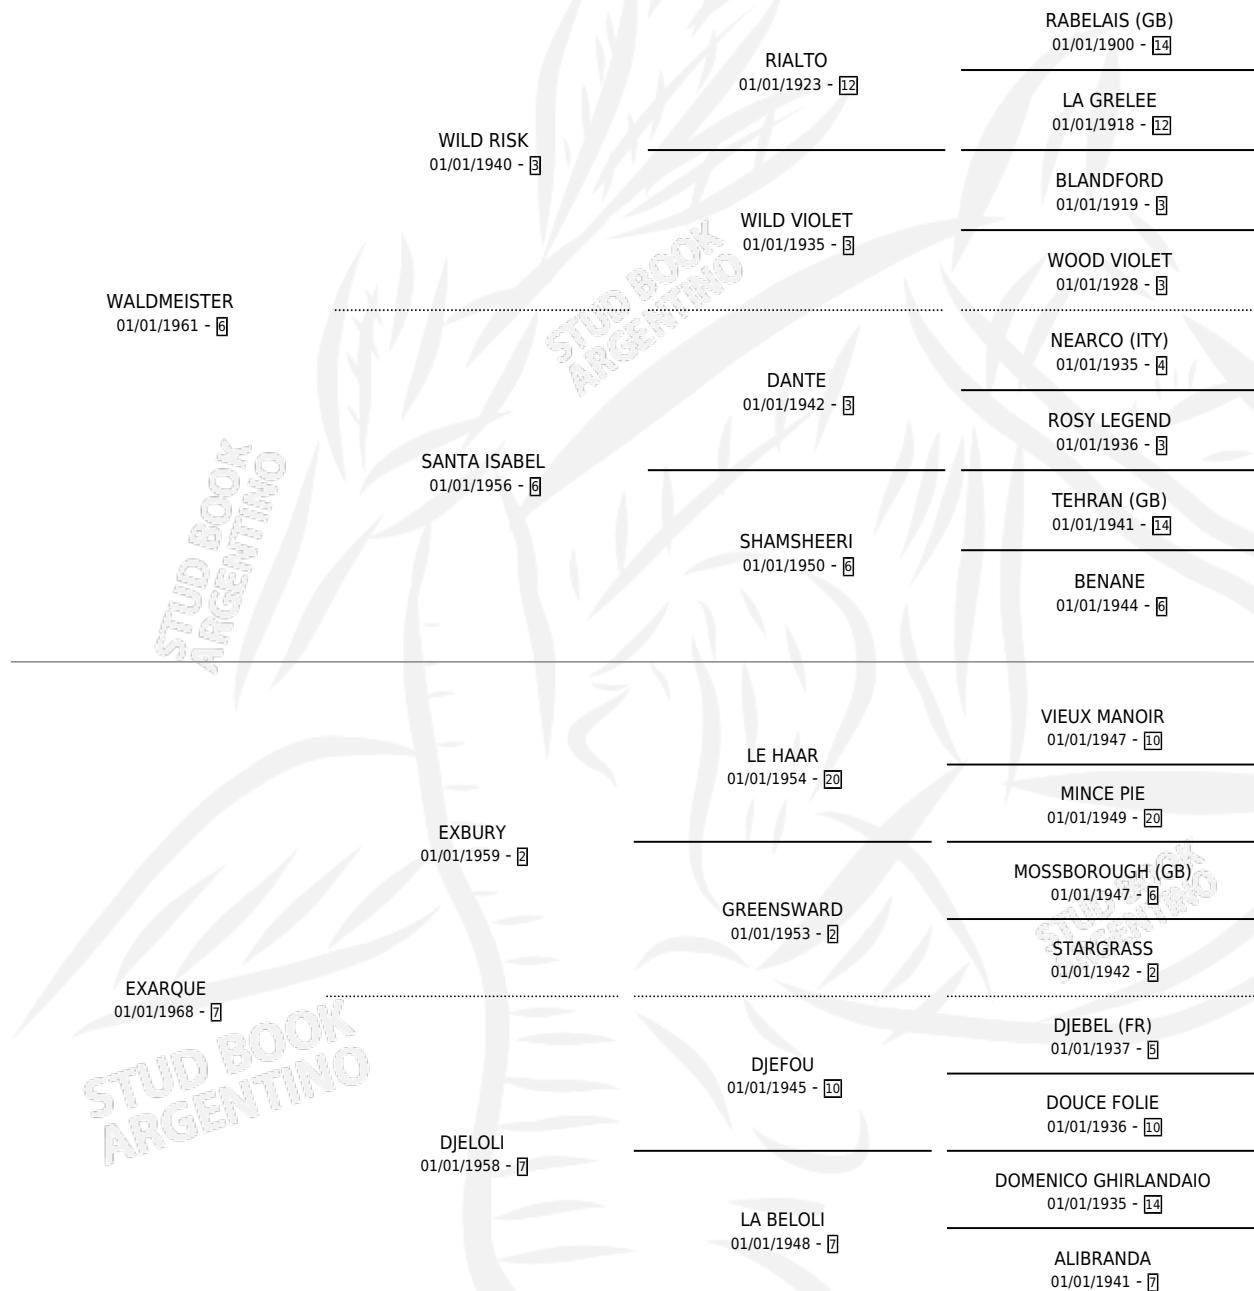 RABELAIS (GB)
01/01/1900 - 14
RIALTO
01/01/1923 - 12
LA GRELEE
01/01/1918 - 12
WILD RISK
01/01/1940 - 3
BLANDFORD
01/01/1919 - 3
WILD VIOLET
01/01/1935 - 3
WOOD VIOLET
01/01/1928 - 3
WALDMEISTER
01/01/1961 - 6
NEARCO (ITY)
01/01/1935 - 4
DANTE
01/01/1942 - 3
ROSY LEGEND
01/01/1936 - 3
SANTA ISABEL
01/01/1956 - 6
TEHRAN (GB)
01/01/1941 - 14
SHAMSHEERI
01/01/1950 - 6
BENANE
01/01/1944 - 6
VIEUX MANOIR
01/01/1947 - 10
LE HAAR
01/01/1954 - 20
MINCE PIE
01/01/1949 - 20
EXBURY
01/01/1959 - 2
MOSSBOROUGH (GB)
01/01/1947 - 6
GREENSWARD
01/01/1953 - 2
STARGRASS
01/01/1942 - 2
EXARQUE
01/01/1968 - 7
DJEBEL (FR)
01/01/1937 - 5
DJEFOU
01/01/1945 - 10
DOUCE FOLIE
01/01/1936 - 10
DJELOLI
01/01/1958 - 7
DOMENICO GHIRLANDAIO
01/01/1935 - 14
LA BELOLI
01/01/1948 - 7
ALIBRANDA
01/01/1941 - 7
STUD BOOK
ARGENTINO
STUD BOOK
ARGENTINO
STUD BOOK
ARGENTINO
STUD BOOK
ARGENTINO